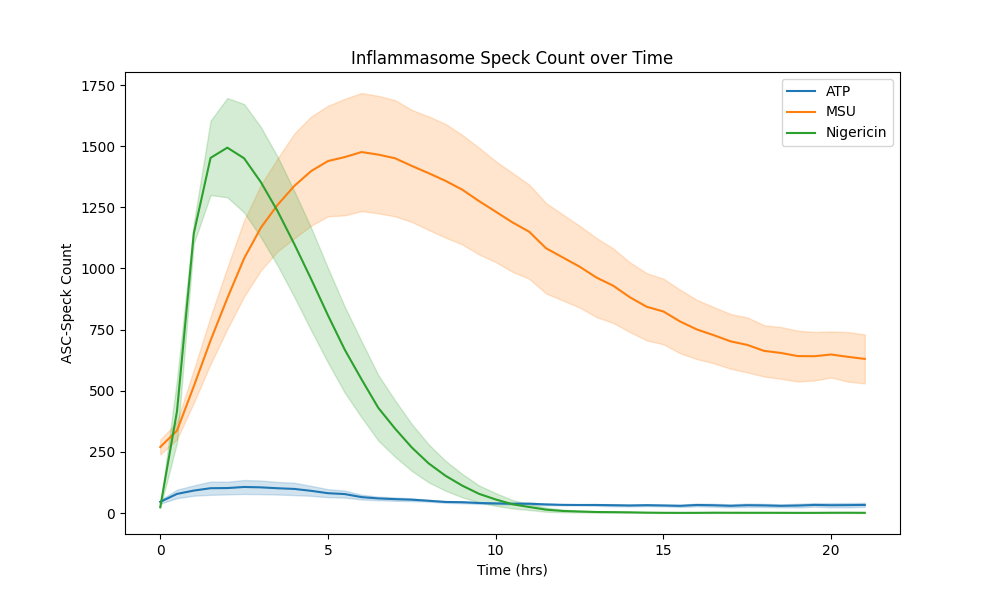 Inflammasome Speck Count over Time
ATP
MSU
Nigericin
ASC-Speck Count
1750
1500
1250
1000
750
500
250
0
0 5 10 15 20
Time (hrs)